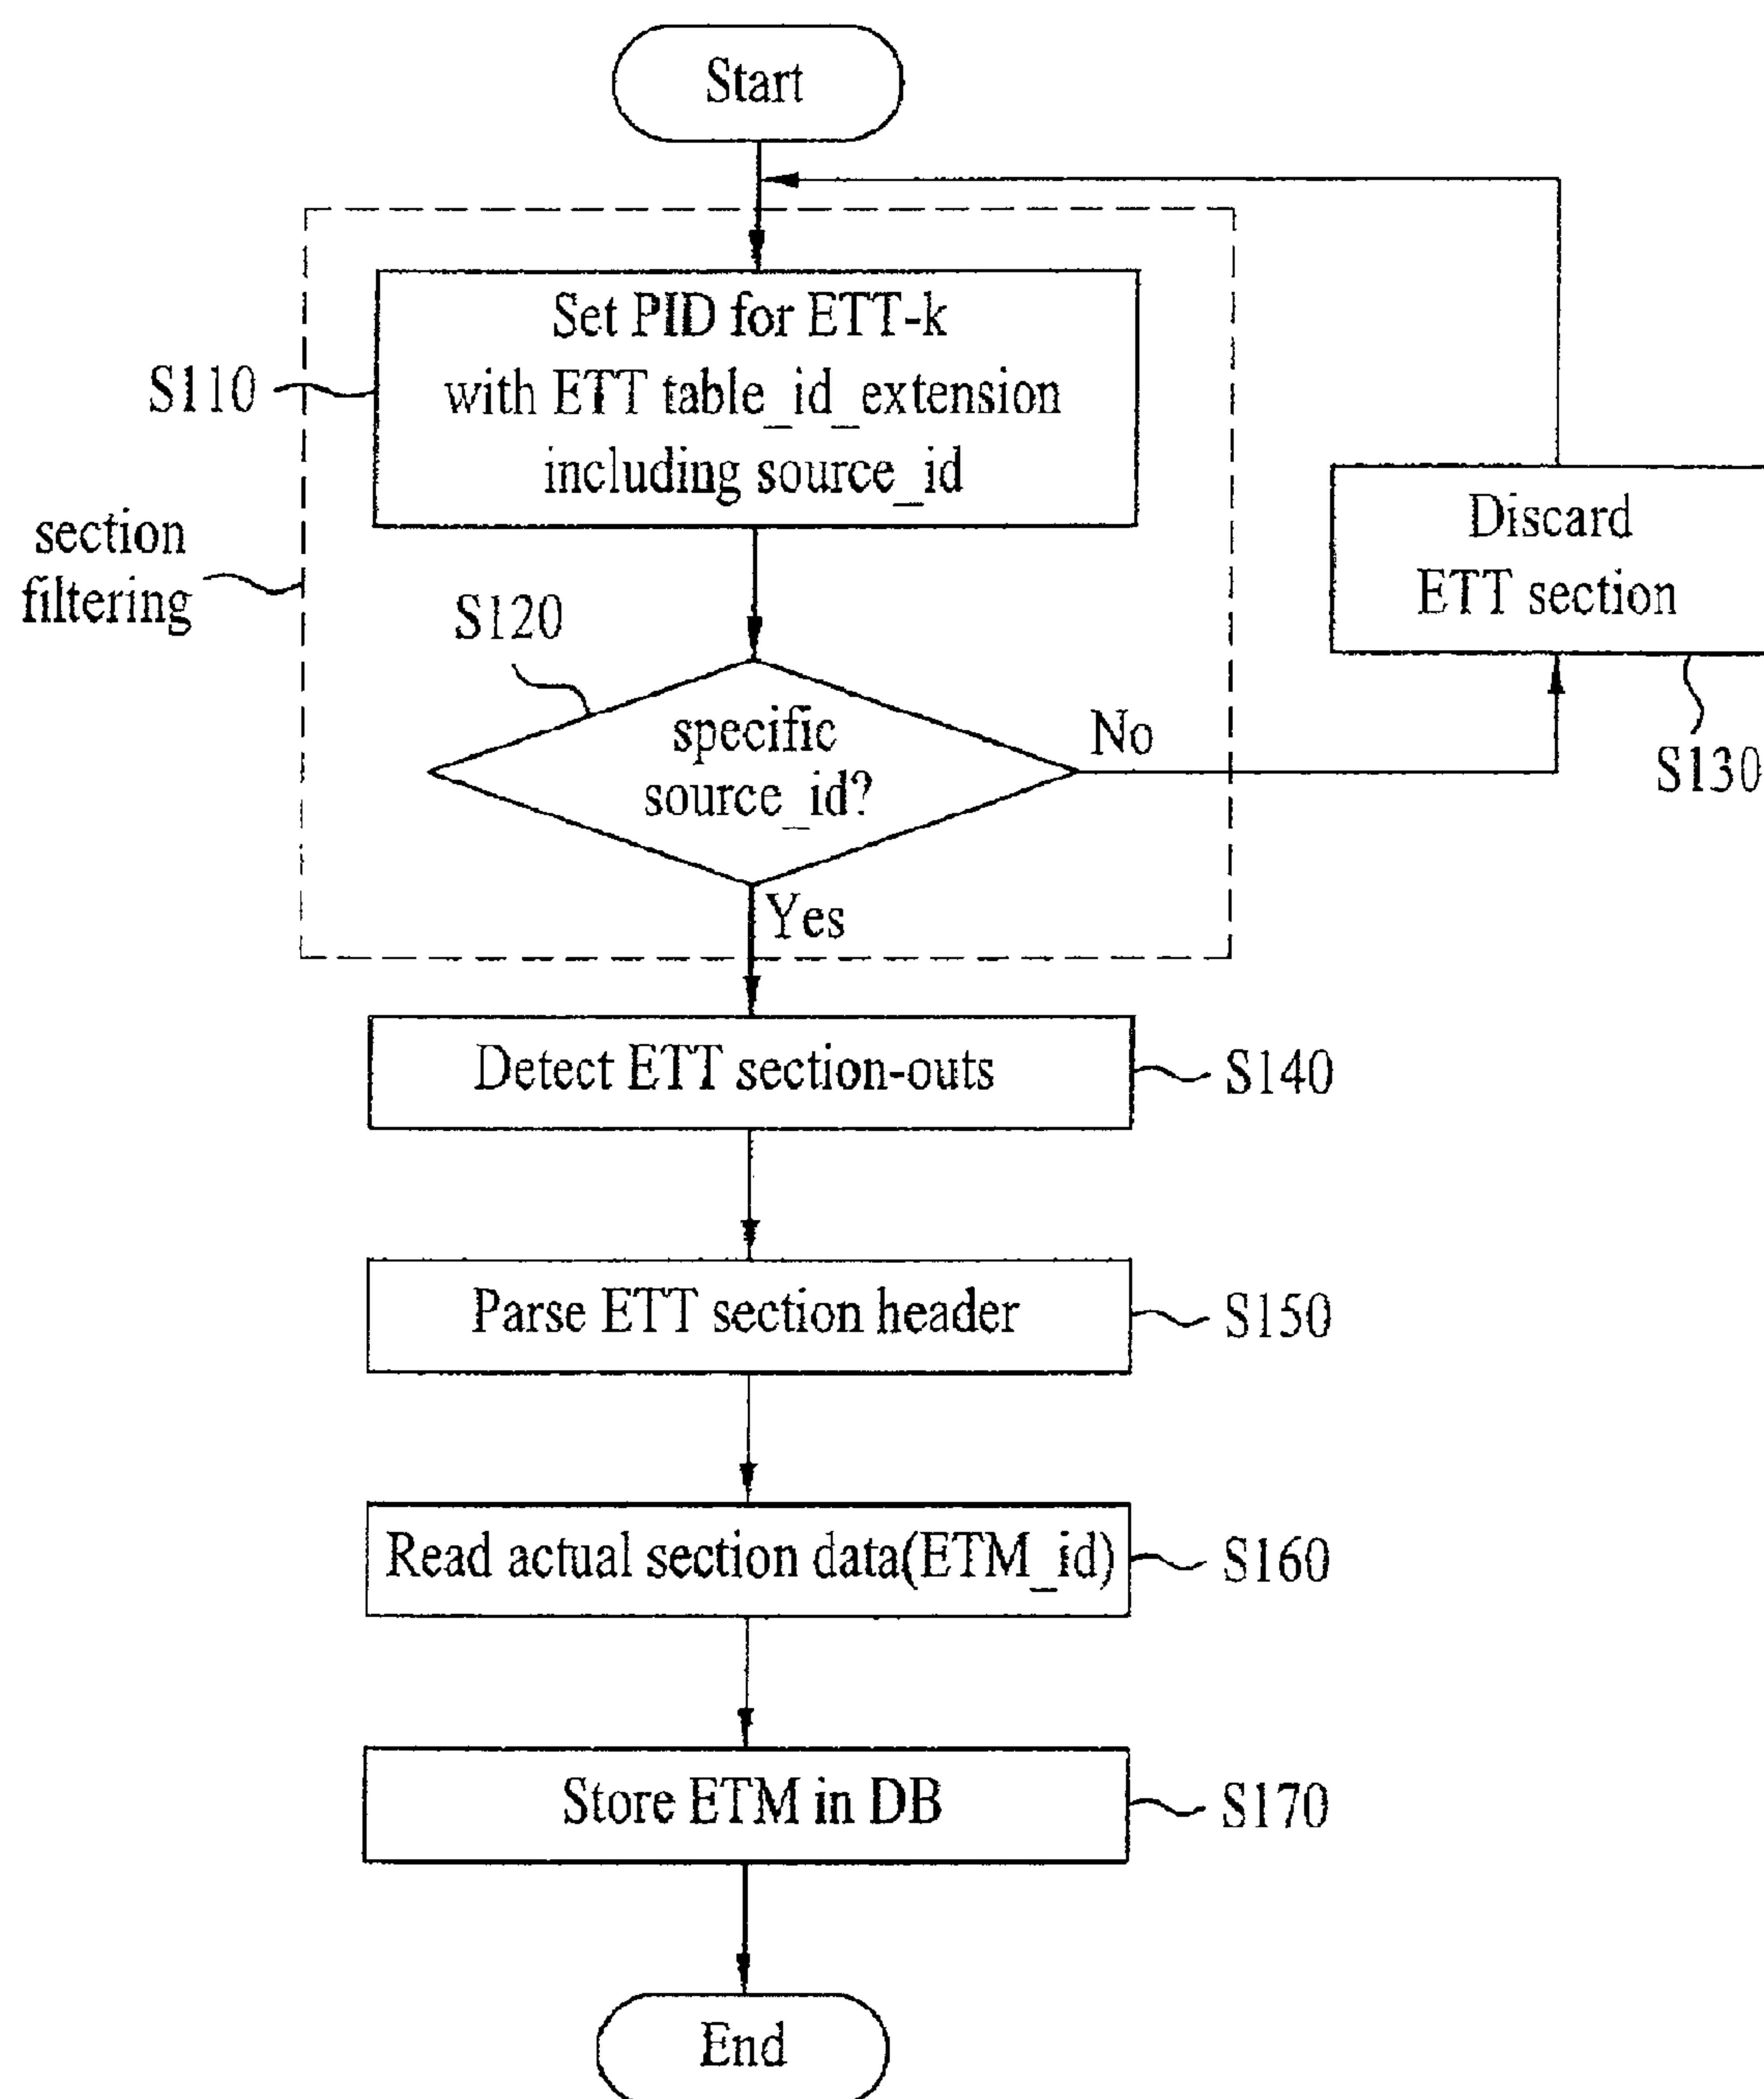 Start
Set PID for ETT-k
with ETT table_id_extension
including source_id
S110
section
filtering
S120
specific
source_id?
No
Yes
Discard
ETT section
S130
Detect ETT section-outs
S140
Parse ETT section header
S150
Read actual section data(ETM_id)
S160
Store ETM in DB
S170
End